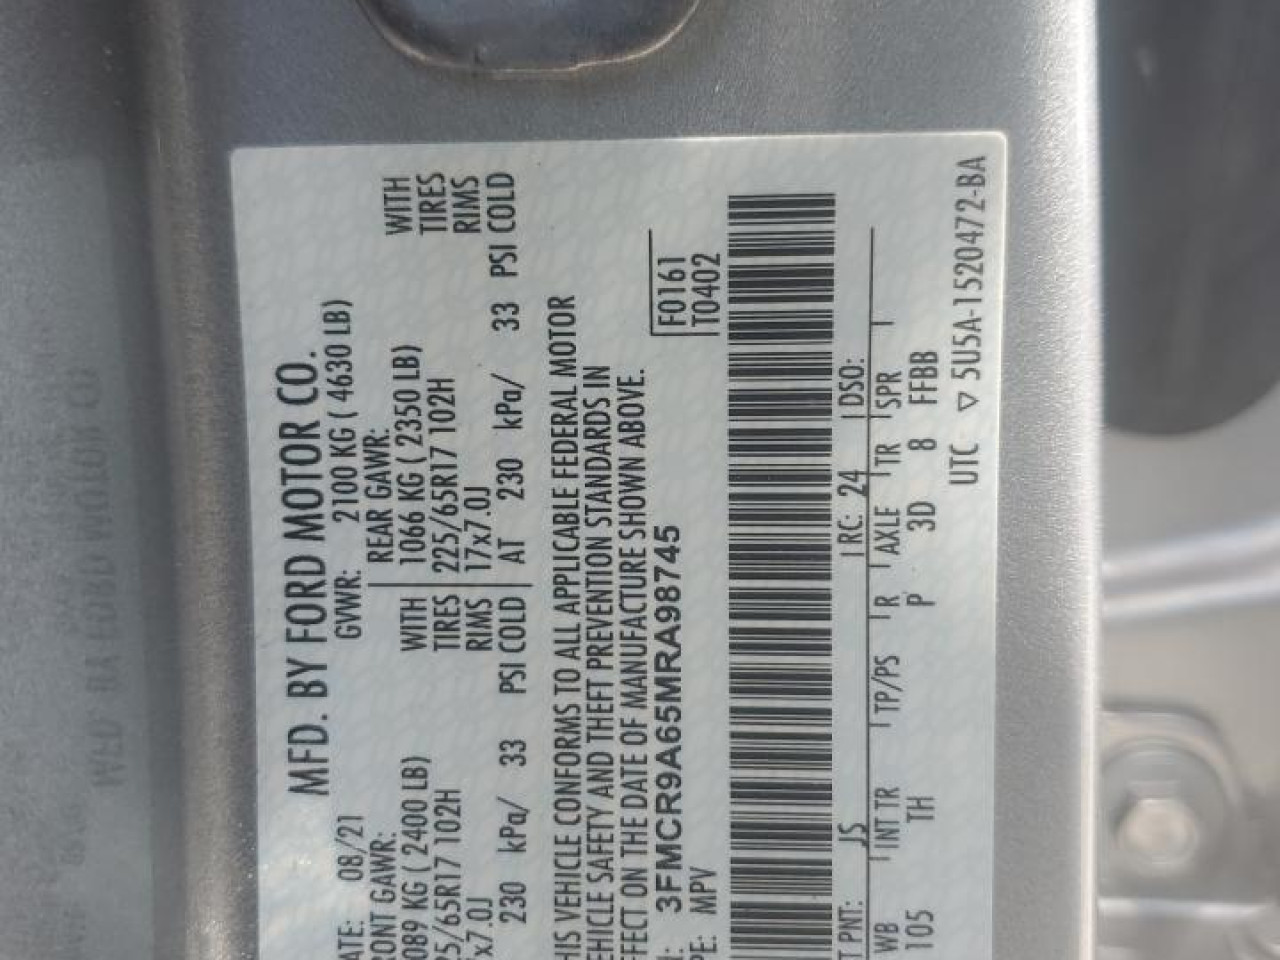 MFD. BY FORD MOTOR CO.
ATE: 08/21 GVWR: 2100 KG ( 4630 LB)
RONT GAWR: REAR GAWR:
089 KG ( 2400 LB) WITH 1066 KG ( 2350 LB) WITH
25/65R17 102H TIRES 225/65R17 102H TIRES
7x7.0J RIMS 17x7.0J RIMS
230 kPa/ 33 PSI COLD AT 230 kPa/ 33 PSI COLD
HIS VEHICLE CONFORMS TO ALL APPLICABLE FEDERAL MOTOR
EHICLE SAFETY AND THEFT PREVENTION STANDARDS IN
FFECT ON THE DATE OF MANUFACTURE SHOWN ABOVE.
: 3FMCR9A65MRA98745 F0161
PE: MPV T0402
T PNT: JS RC: 24 DSO:
WB INT TR TP/PS R AXLE TR SPR
105 TH P 3D 8 FFBB
UTC ▽ 5U5A-1520472-BA